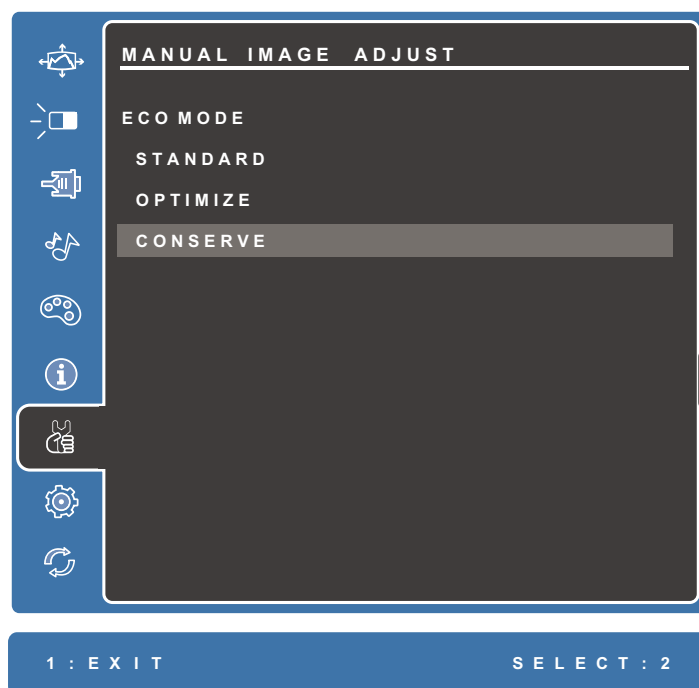 MANUAL IMAGE ADJUST
ECO MODE
STANDARD
OPTIMIZE
CONSERVE
1 : EXIT SELECT : 2